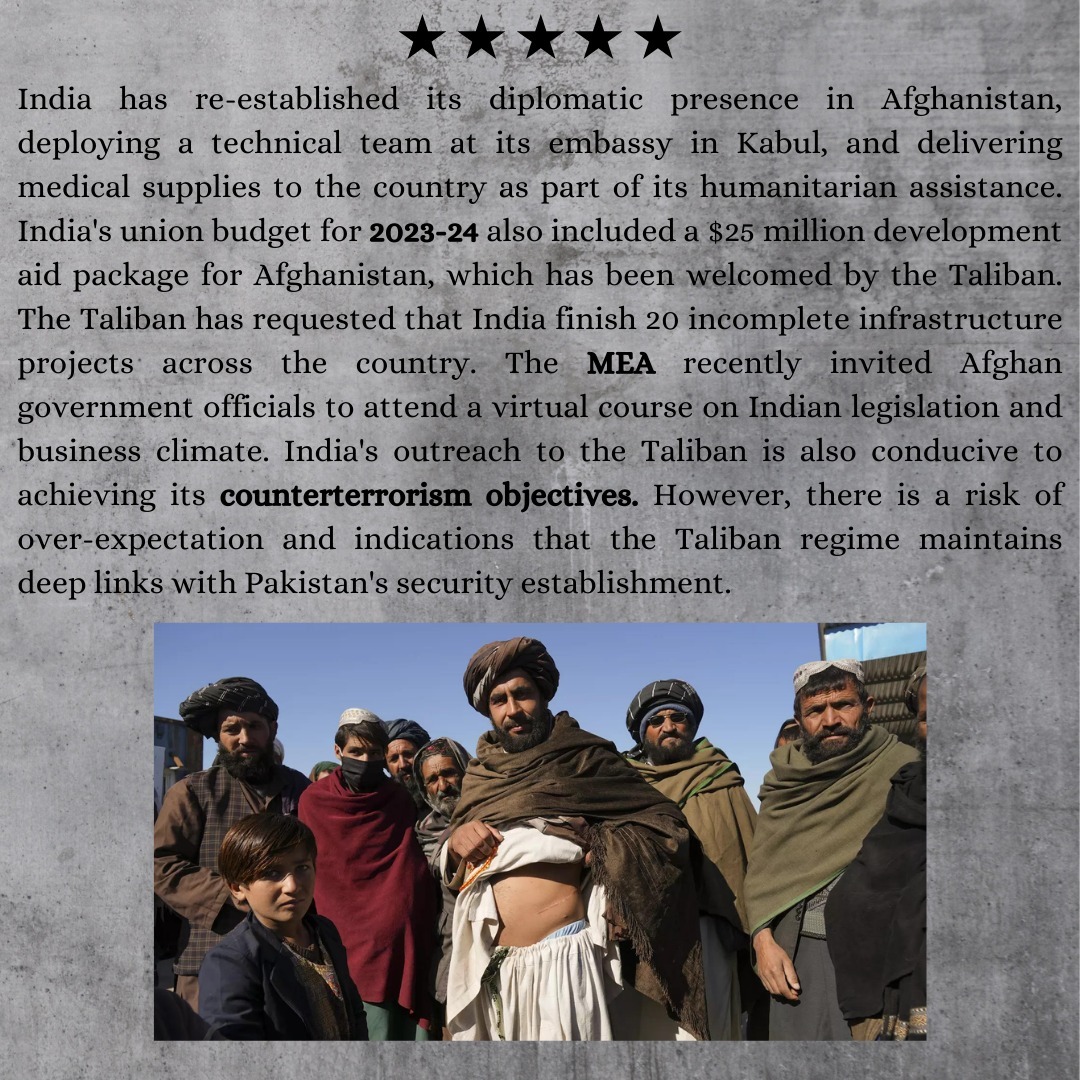 India has re-established its diplomatic presence in Afghanistan,
deploying a technical team at its embassy in Kabul, and delivering
medical supplies to the country as part of its humanitarian assistance.
India's union budget for 2023-24 also included a $25 million development
aid package for Afghanistan, which has been welcomed by the Taliban.
The Taliban has requested that India finish 20 incomplete infrastructure
projects across the country. The MEA recently invited Afghan
government officials to attend a virtual course on Indian legislation and
business climate. India's outreach to the Taliban is also conducive to
achieving its counterterrorism objectives. However, there is a risk of
over-expectation and indications that the Taliban regime maintains
deep links with Pakistan's security establishment.